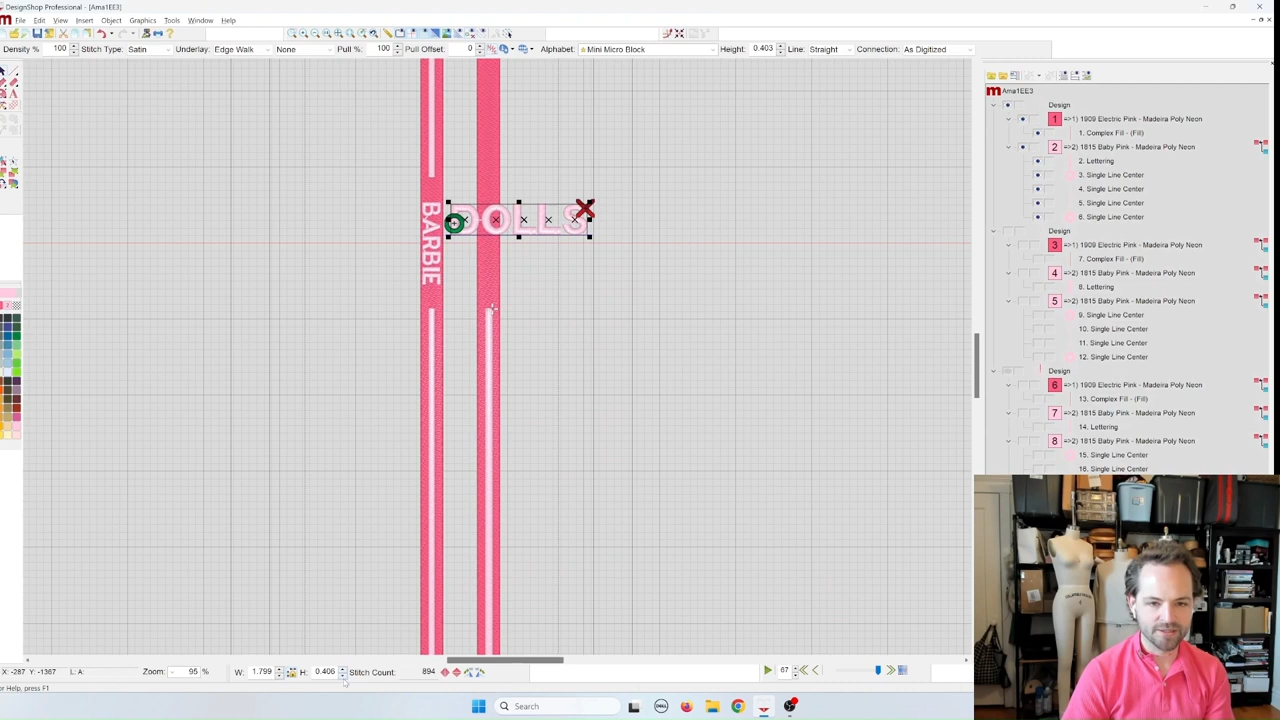 DesignShop Professional - [Ama1EE3]
File Edit View Insert Object Graphics Tools Window Help
Density % 100 Stitch Type: Satin Underlay: Edge Walk None Pull % 100 Pull Offset: 0 Alphabet: Mini Micro Block Height: 0.403 Line: Straight Connection: As Digitized
Ama1EE3
Design
1 =>1) 1909 Electric Pink - Madeira Poly Neon
1. Complex Fill - (Fill)
2 =>2) 1815 Baby Pink - Madeira Poly Neon
2. Lettering
3. Single Line Center
4. Single Line Center
5. Single Line Center
6. Single Line Center
Design
3 =>1) 1909 Electric Pink - Madeira Poly Neon
7. Complex Fill - (Fill)
4 =>2) 1815 Baby Pink - Madeira Poly Neon
8. Lettering
5 =>2) 1815 Baby Pink - Madeira Poly Neon
9. Single Line Center
10. Single Line Center
11. Single Line Center
12. Single Line Center
Design
6 =>1) 1909 Electric Pink - Madeira Poly Neon
13. Complex Fill - (Fill)
7 =>2) 1815 Baby Pink - Madeira Poly Neon
14. Lettering
8 =>2) 1815 Baby Pink - Madeira Poly Neon
15. Single Line Center
16. Single Line Center
BARBIE
DOLLS
X: -287 Y: -1367 L: A: Zoom: 95 % W: H: 0.406 Stitch Count: 894 67
or Help, press F1
Search
DELL